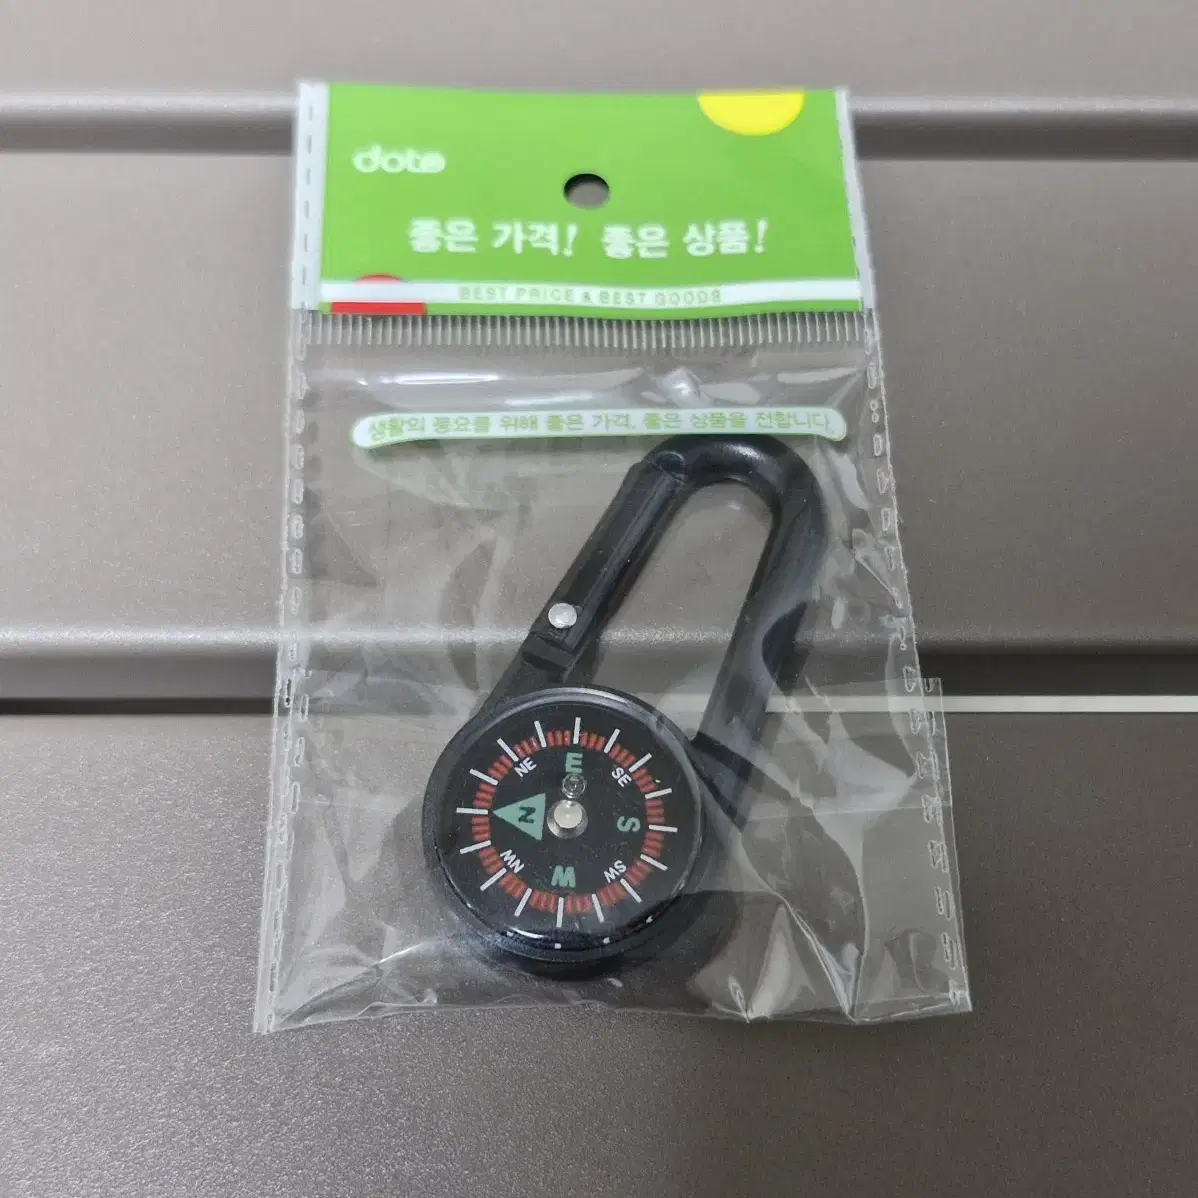 dote
좋은 가격! 좋은 상품!
BEST PRICE & BEST GOODS
생활의 풍요를 위해 좋은 가격, 좋은 상품을 전합니다.
NE E SE
N S
NW W SW